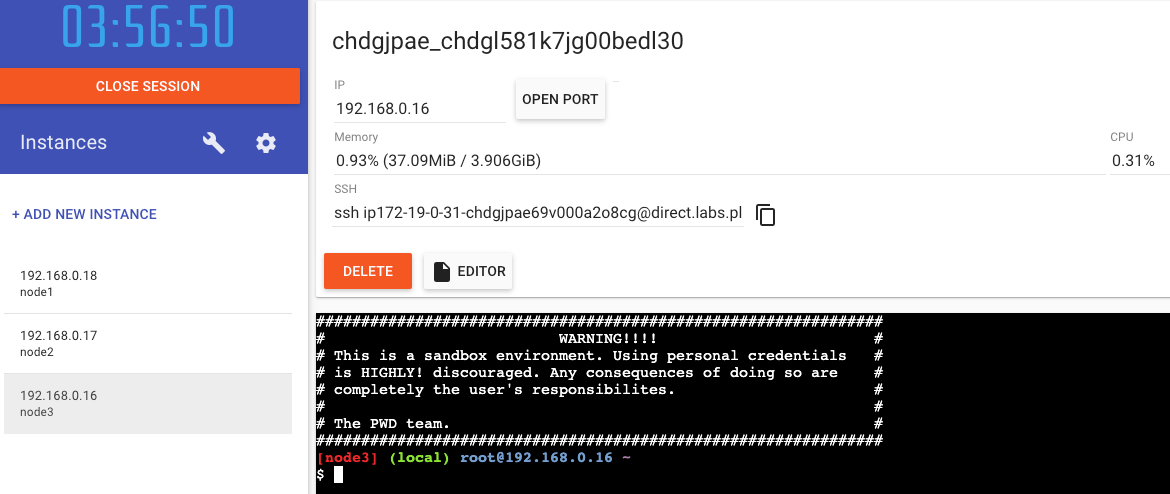 03:56:50
CLOSE SESSION
Instances
+ ADD NEW INSTANCE
192.168.0.18
node1
192.168.0.17
node2
192.168.0.16
node3
chdgjpae_chdgl581k7jg00bedl30
IP
192.168.0.16
OPEN PORT
Memory
0.93% (37.09MiB / 3.906GiB)
CPU
0.31%
SSH
ssh ip172-19-0-31-chdgjpae69v000a2o8cg@direct.labs.pl
DELETE
EDITOR
###############################################################
# WARNING!!!! #
# This is a sandbox environment. Using personal credentials #
# is HIGHLY! discouraged. Any consequences of doing so are #
# completely the user's responsibilites. #
# #
# The PWD team. #
###############################################################
[node3] (local) root@192.168.0.16 ~
$